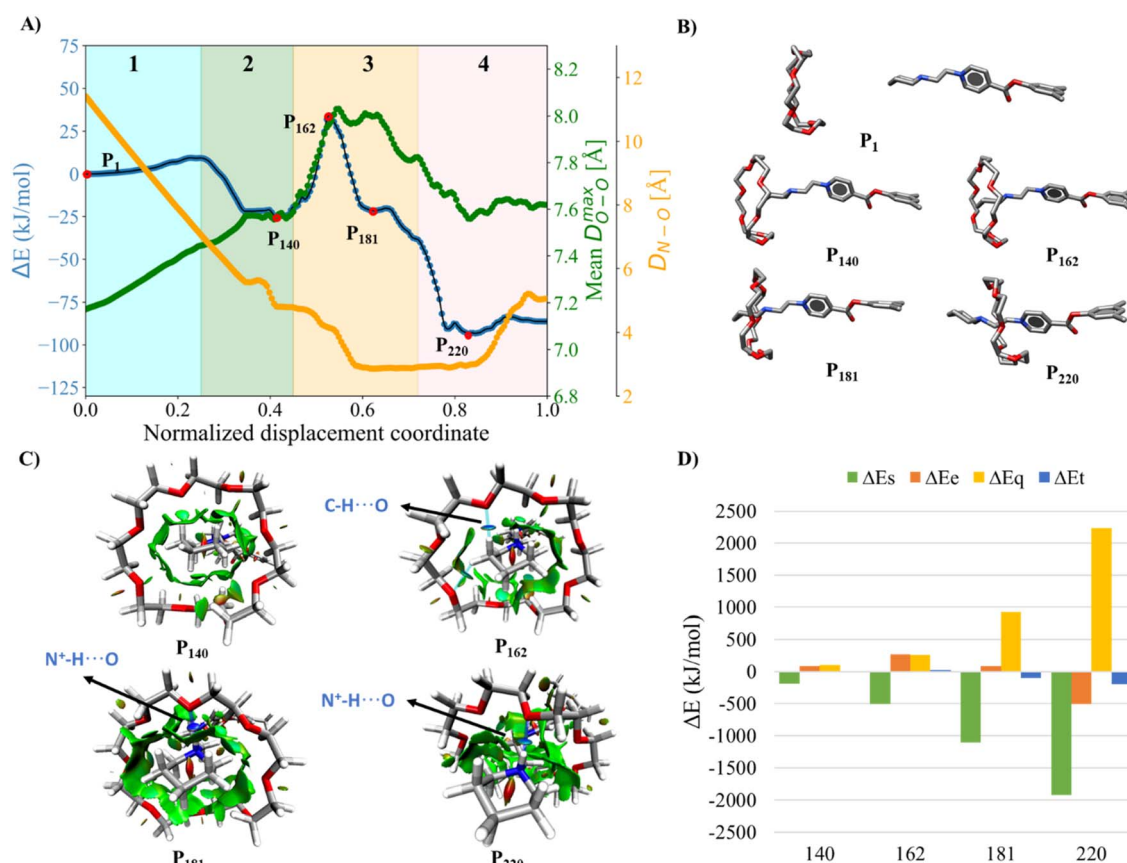 A)
1 2 3 4
P1
P140
P162
P181
P220
75
50
25
0
−25
−50
−75
−100
−125
ΔE (kJ/mol)
0.0 0.2 0.4 0.6 0.8 1.0
Normalized displacement coordinate
8.2
8.0
7.8
7.6
7.4
7.2
7.0
6.8
Mean D^max_O−O [Å]
12
10
8
6
4
2
D_N−O [Å]
B)
P1
P140 P162
P181 P220
C)
C-H···O
P140 P162
N⁺-H···O N⁺-H···O
P181 P220
D)
ΔEs ΔEe ΔEq ΔEt
2500
2000
1500
1000
500
0
-500
-1000
-1500
-2000
-2500
ΔE (kJ/mol)
140 162 181 220